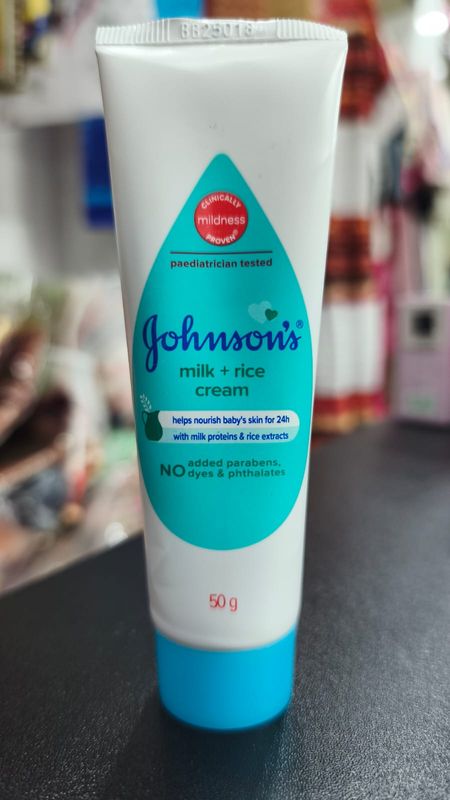 BB25018
CLINICALLY
mildness
PROVEN®
paediatrician tested
Johnson's®
milk + rice
cream
helps nourish baby's skin for 24h
with milk proteins & rice extracts
NO added parabens,
dyes & phthalates
50 g